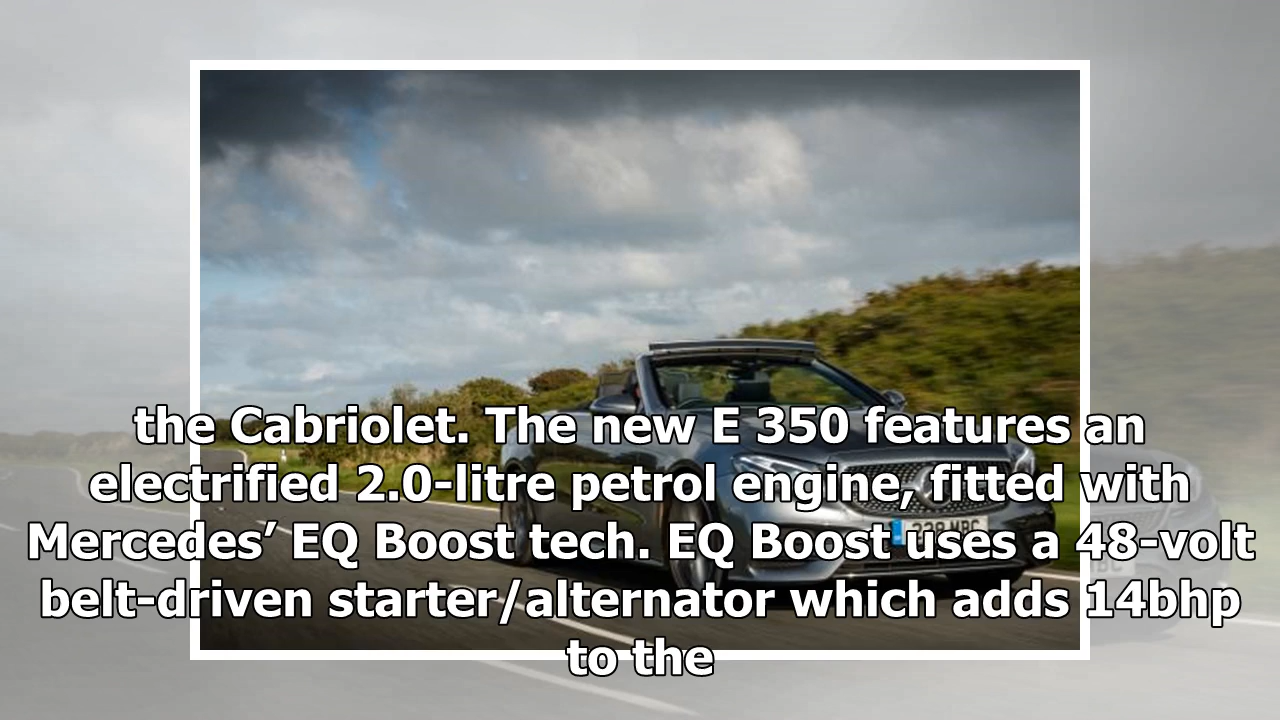 the Cabriolet. The new E 350 features an
electrified 2.0-litre petrol engine, fitted with
Mercedes’ EQ Boost tech. EQ Boost uses a 48-volt
belt-driven starter/alternator which adds 14bhp
to the